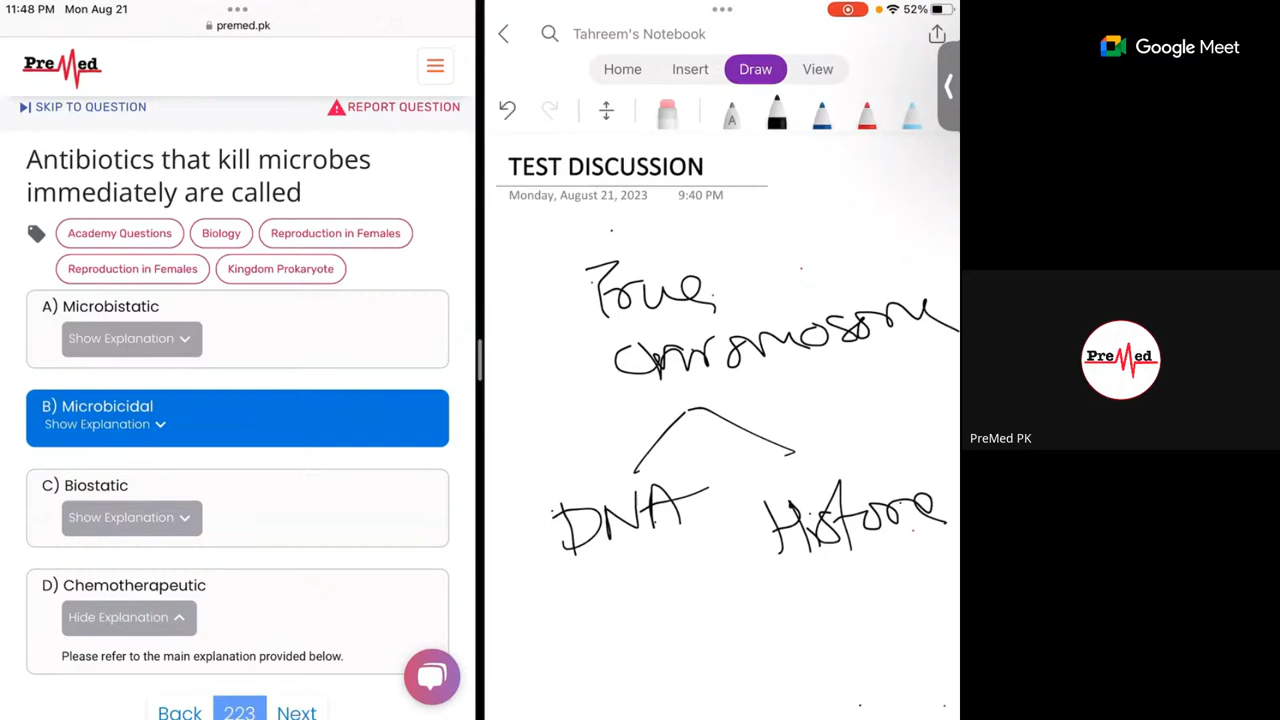 11:48 PM Mon Aug 21
premed.pk
PreMed
SKIP TO QUESTION
REPORT QUESTION
Antibiotics that kill microbes
immediately are called
Academy Questions
Biology
Reproduction in Females
Reproduction in Females
Kingdom Prokaryote
A) Microbistatic
Show Explanation
B) Microbicidal
Show Explanation
C) Biostatic
Show Explanation
D) Chemotherapeutic
Hide Explanation
Please refer to the main explanation provided below.
Back 223 Next
52%
Tahreem's Notebook
Home Insert Draw View
A
TEST DISCUSSION
Monday, August 21, 2023 9:40 PM
True
chromosome
DNA Histone
Google Meet
PreMed
PreMed PK